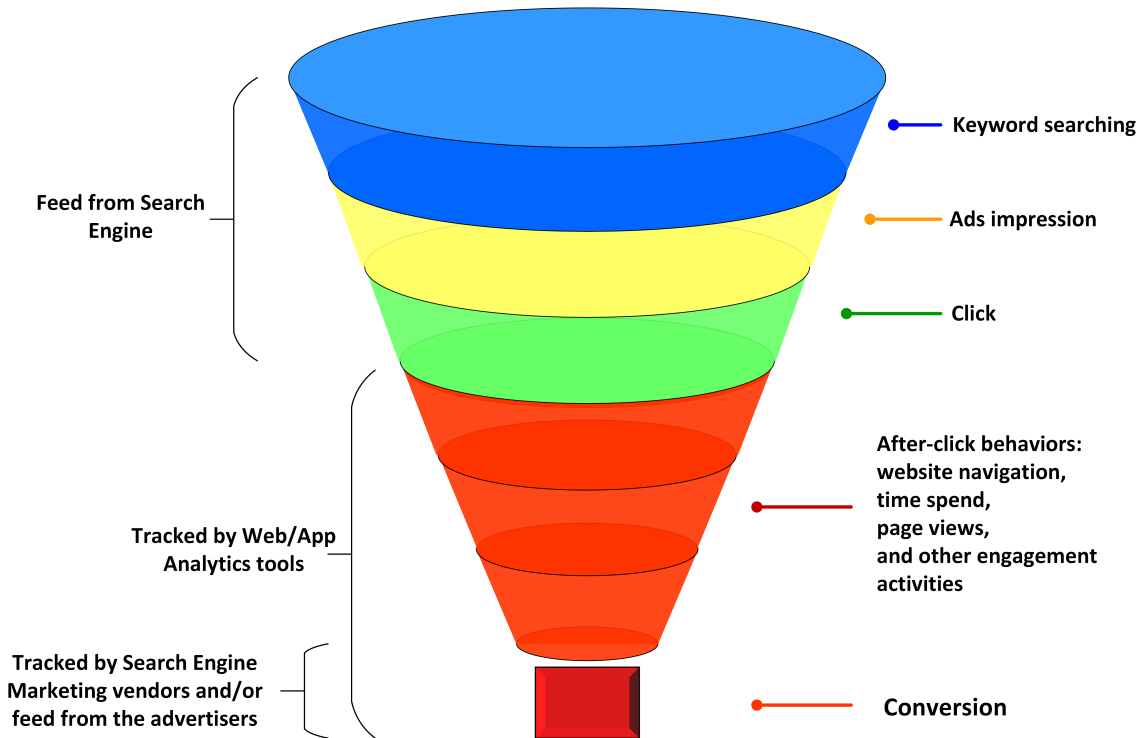 Keyword searching
Feed from Search
Engine
Ads impression
Click
After-click behaviors:
website navigation,
time spend,
page views,
and other engagement
activities
Tracked by Web/App
Analytics tools
Tracked by Search Engine
Marketing vendors and/or
feed from the advertisers
Conversion